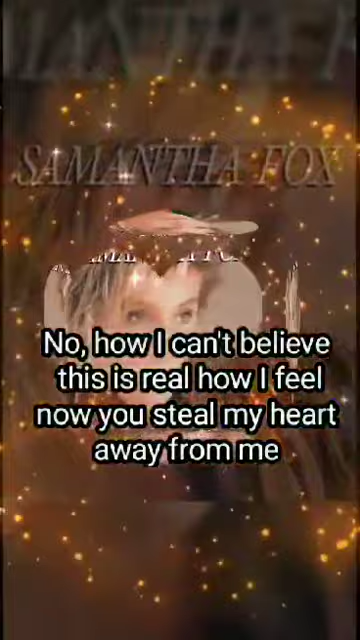 SAMANTHA FOX
No, how I can't believe
this is real how I feel
now you steal my heart
away from me